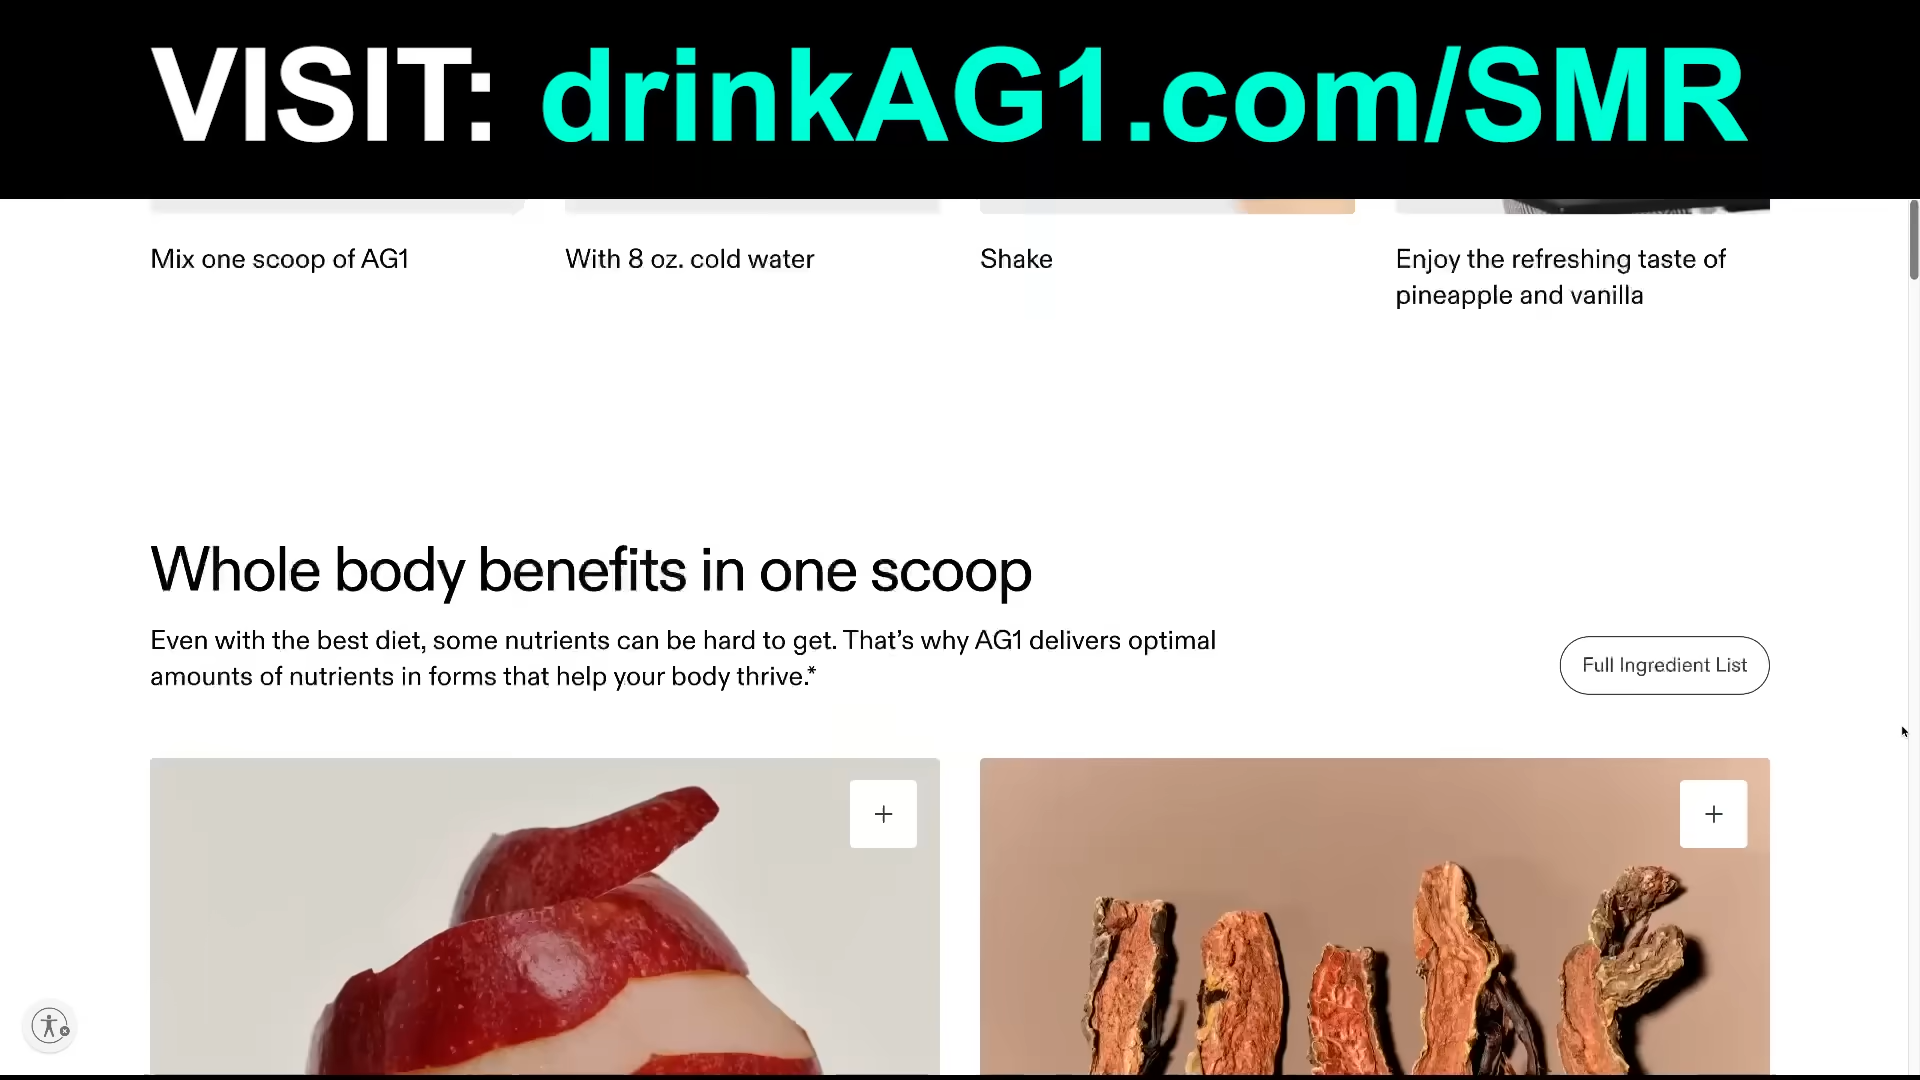 VISIT: drinkAG1.com/SMR
Mix one scoop of AG1
With 8 oz. cold water
Shake
Enjoy the refreshing taste of
pineapple and vanilla
Whole body benefits in one scoop
Even with the best diet, some nutrients can be hard to get. That’s why AG1 delivers optimal
amounts of nutrients in forms that help your body thrive.*
Full Ingredient List